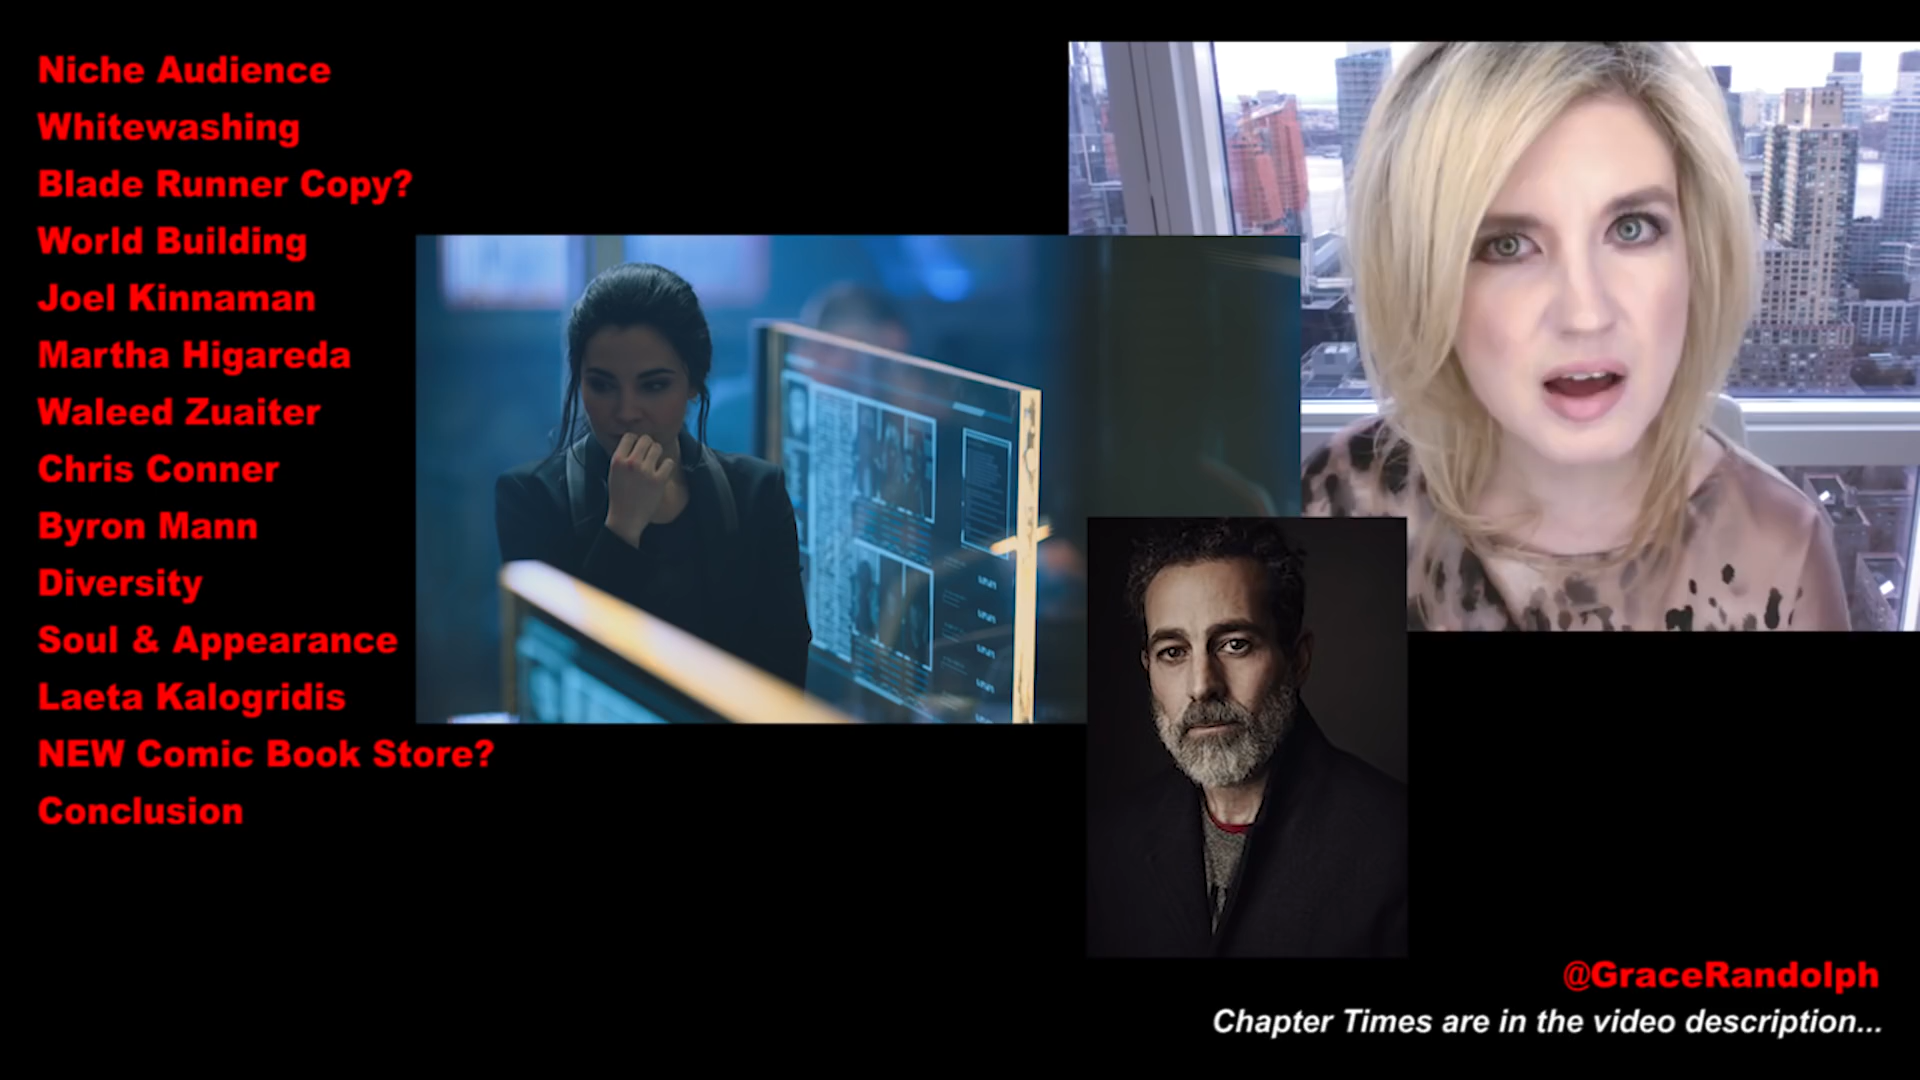 Niche Audience
Whitewashing
Blade Runner Copy?
World Building
Joel Kinnaman
Martha Higareda
Waleed Zuaiter
Chris Conner
Byron Mann
Diversity
Soul & Appearance
Laeta Kalogridis
NEW Comic Book Store?
Conclusion
@GraceRandolph
Chapter Times are in the video description...